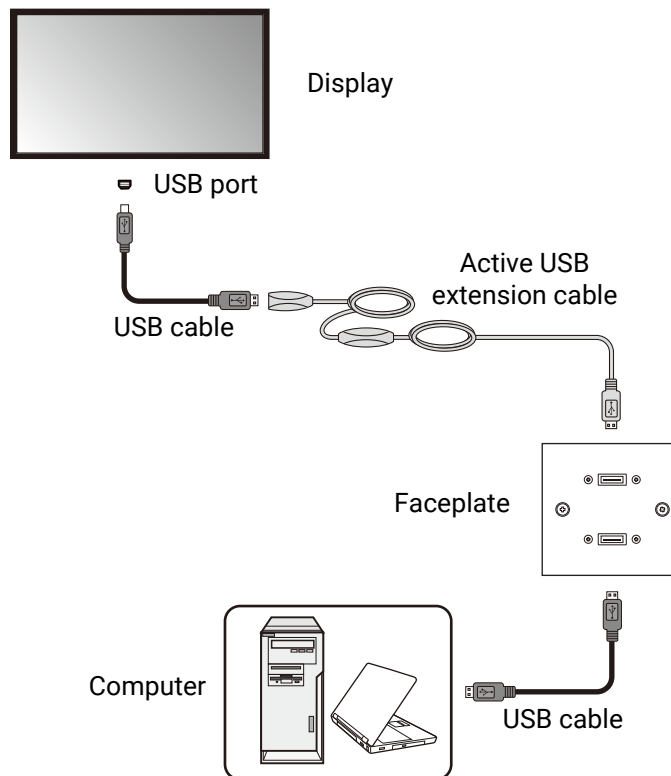 Display
USB port
Active USB
extension cable
USB cable
Faceplate
Computer
USB cable